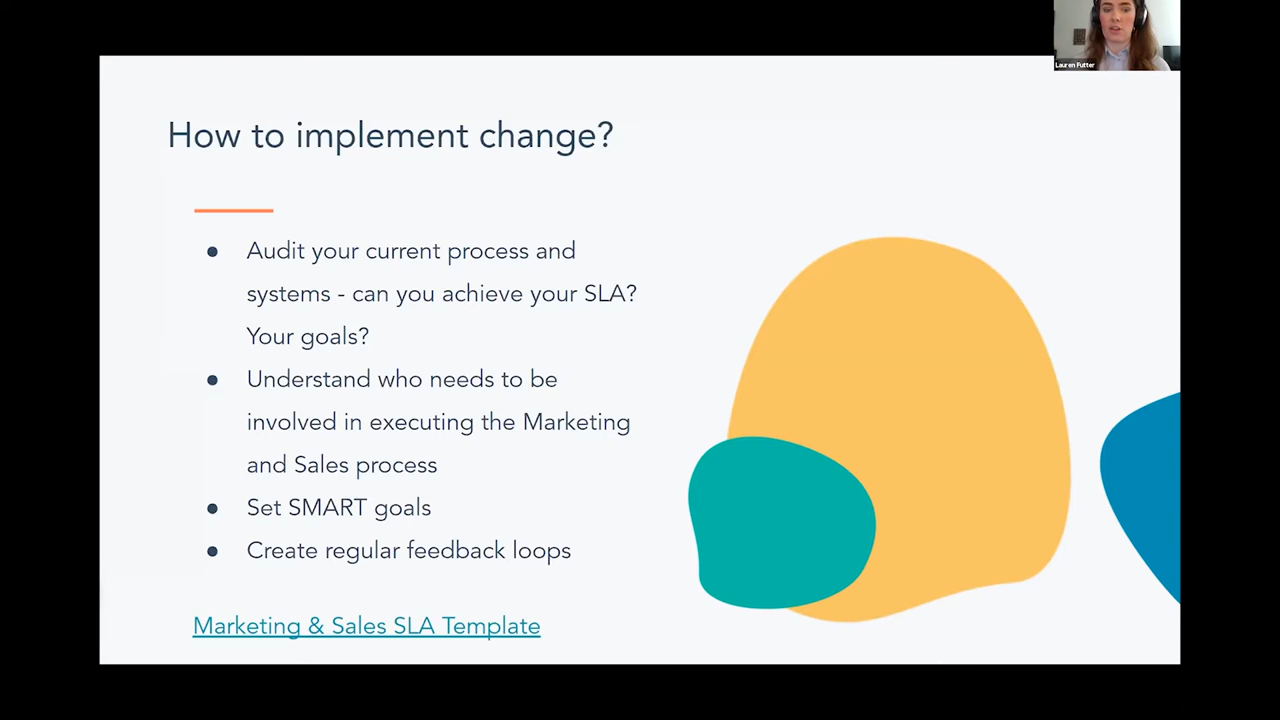 Lauren Futter
How to implement change?
● Audit your current process and
systems - can you achieve your SLA?
Your goals?
● Understand who needs to be
involved in executing the Marketing
and Sales process
● Set SMART goals
● Create regular feedback loops
Marketing & Sales SLA Template